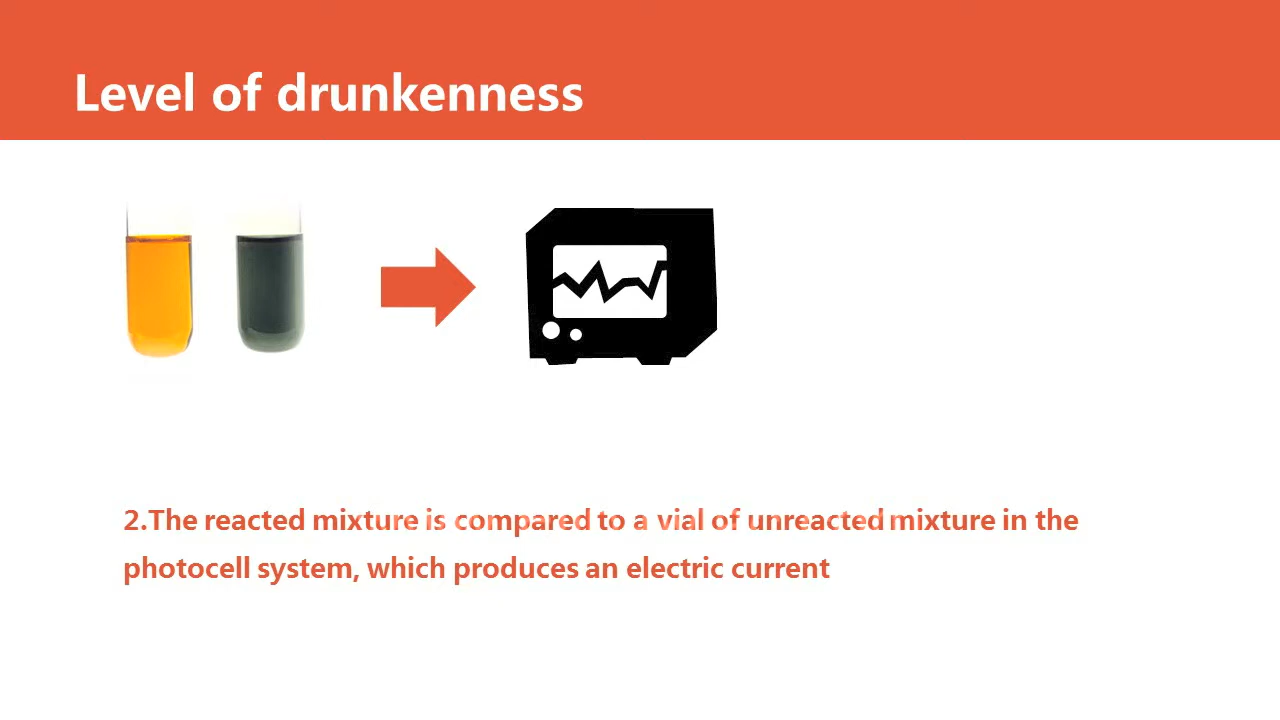 Level of drunkenness
2.The reacted mixture is compared to a vial of unreacted mixture in the
photocell system, which produces an electric current